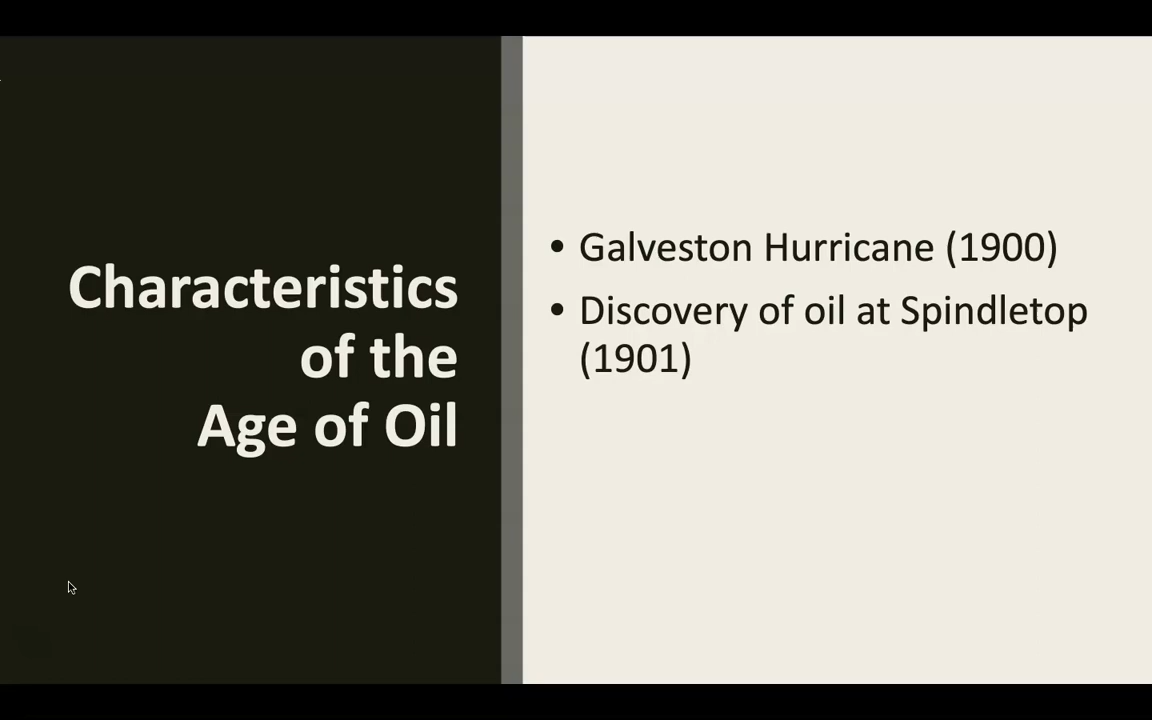 Characteristics
of the
Age of Oil
• Galveston Hurricane (1900)
• Discovery of oil at Spindletop
(1901)